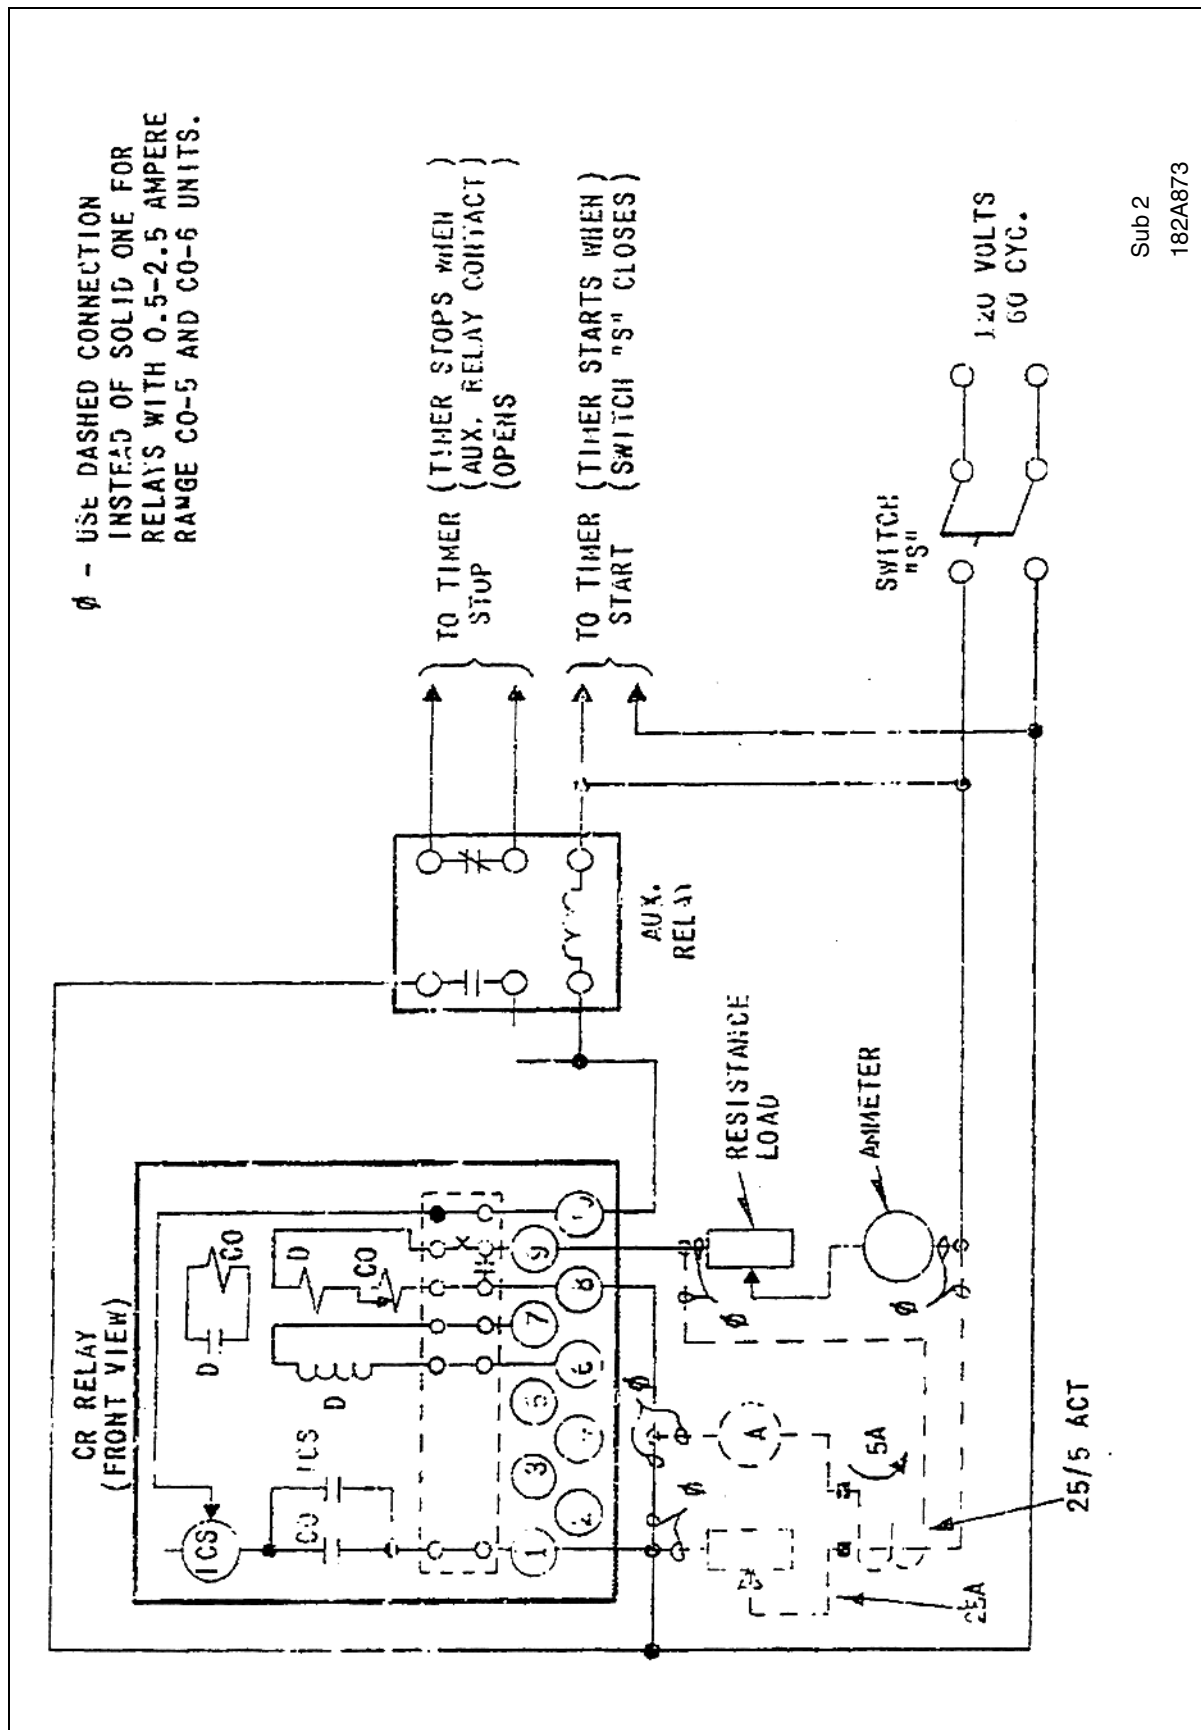 ø - USE DASHED CONNECTION
INSTEAD OF SOLID ONE FOR
RELAYS WITH 0.5-2.5 AMPERE
RANGE CO-5 AND CO-6 UNITS.
CR RELAY
(FRONT VIEW)
D
CO
ICS
CO
ICS
D
D
CO
1
2
3
4
5
6
7
8
9
AUX.
RELAY
TO TIMER
STOP
(TIMER STOPS WHEN )
(AUX. RELAY CONTACT )
(OPENS )
TO TIMER
START
(TIMER STARTS WHEN )
(SWITCH "S" CLOSES )
RESISTANCE
LOAD
AMMETER
ø
ø
ø
ø
A
5A
25A
25/5 ACT
SWITCH
"S"
120 VOLTS
60 CYC.
Sub 2
182A873